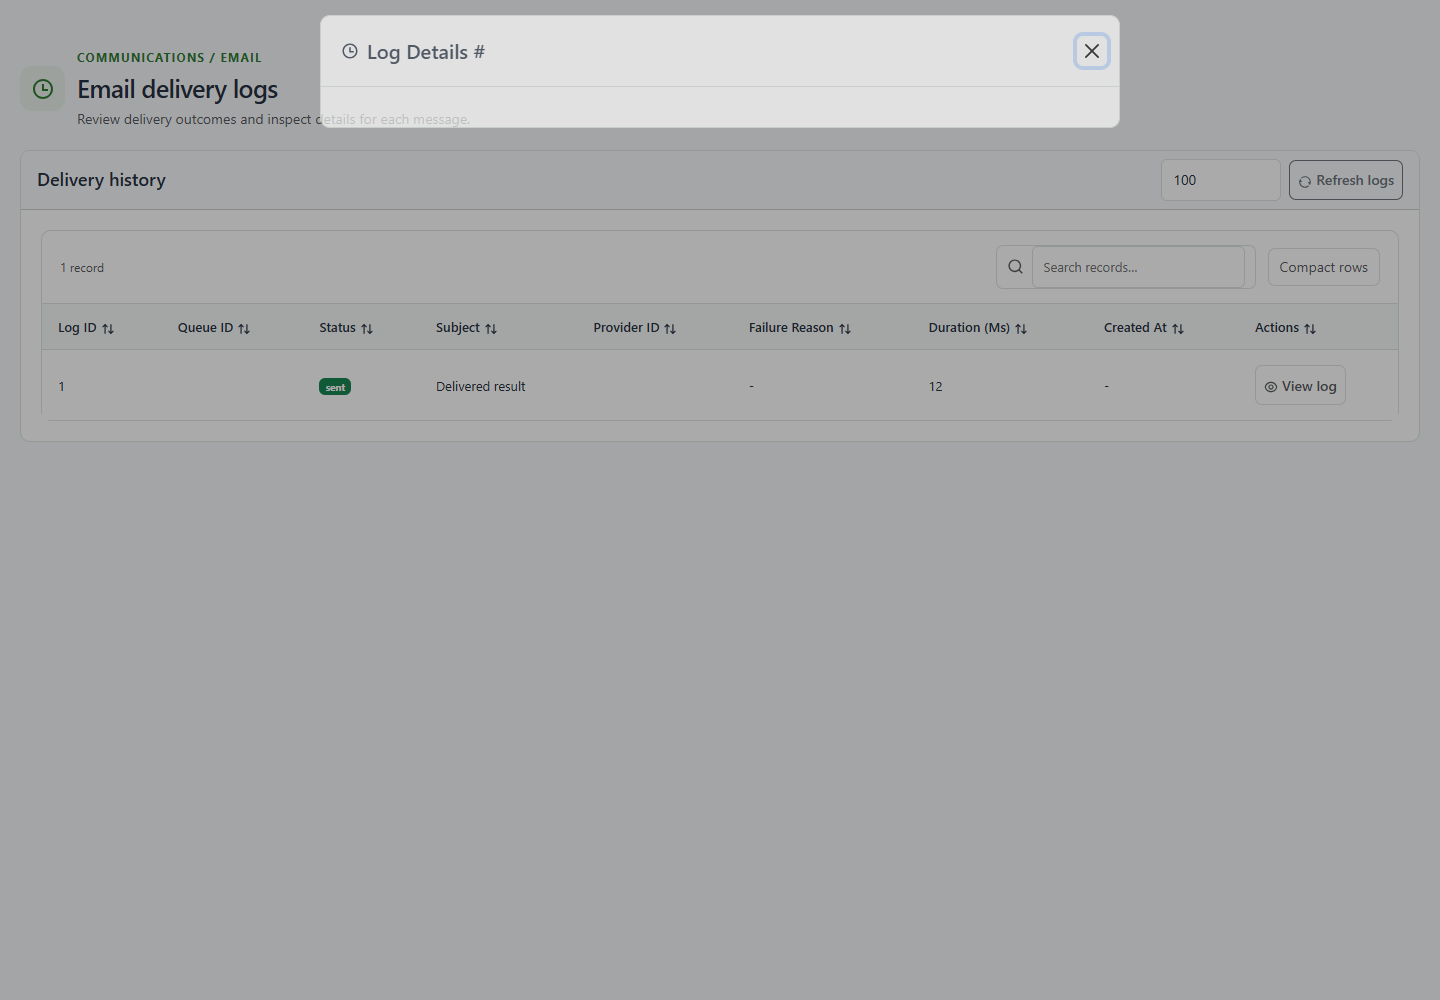 Log Details #
COMMUNICATIONS / EMAIL
Email delivery logs
Review delivery outcomes and inspect details for each message.
Delivery history
100
Refresh logs
1 record
Search records...
Compact rows
Log ID Queue ID Status Subject Provider ID Failure Reason Duration (Ms) Created At Actions
1 sent Delivered result - 12 - View log